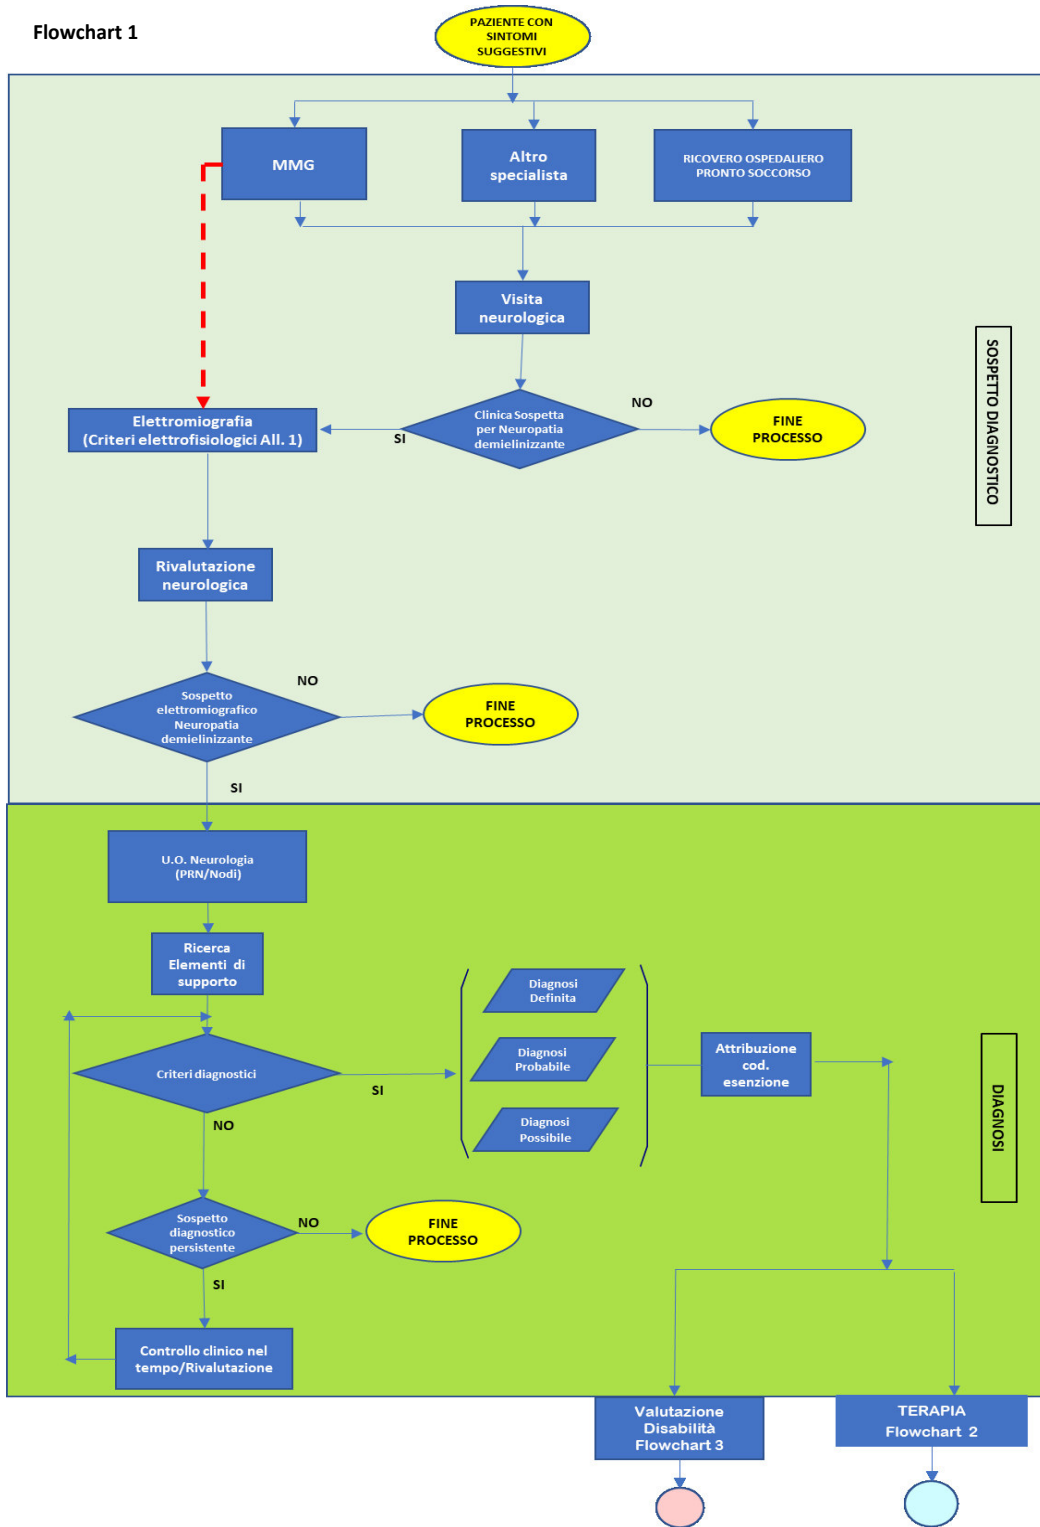 Flowchart 1
PAZIENTE CON
SINTOMI
SUGGESTIVI
MMG
Altro
specialista
RICOVERO OSPEDALIERO
PRONTO SOCCORSO
Visita
neurologica
SOSPETTO DIAGNOSTICO
Elettromiografia
(Criteri elettrofisiologici All. 1)
SI
Clinica Sospetta
per Neuropatia
demielinizzante
NO
FINE
PROCESSO
Rivalutazione
neurologica
Sospetto
elettromiografico
Neuropatia
demielinizzante
NO
FINE
PROCESSO
SI
U.O. Neurologia
(PRN/Nodi)
Ricerca
Elementi di
supporto
Criteri diagnostici
SI
Diagnosi
Definita
Diagnosi
Probabile
Diagnosi
Possibile
Attribuzione
cod.
esenzione
DIAGNOSI
NO
Sospetto
diagnostico
persistente
NO
FINE
PROCESSO
SI
Controllo clinico nel
tempo/Rivalutazione
Valutazione
Disabilità
Flowchart 3
TERAPIA
Flowchart 2